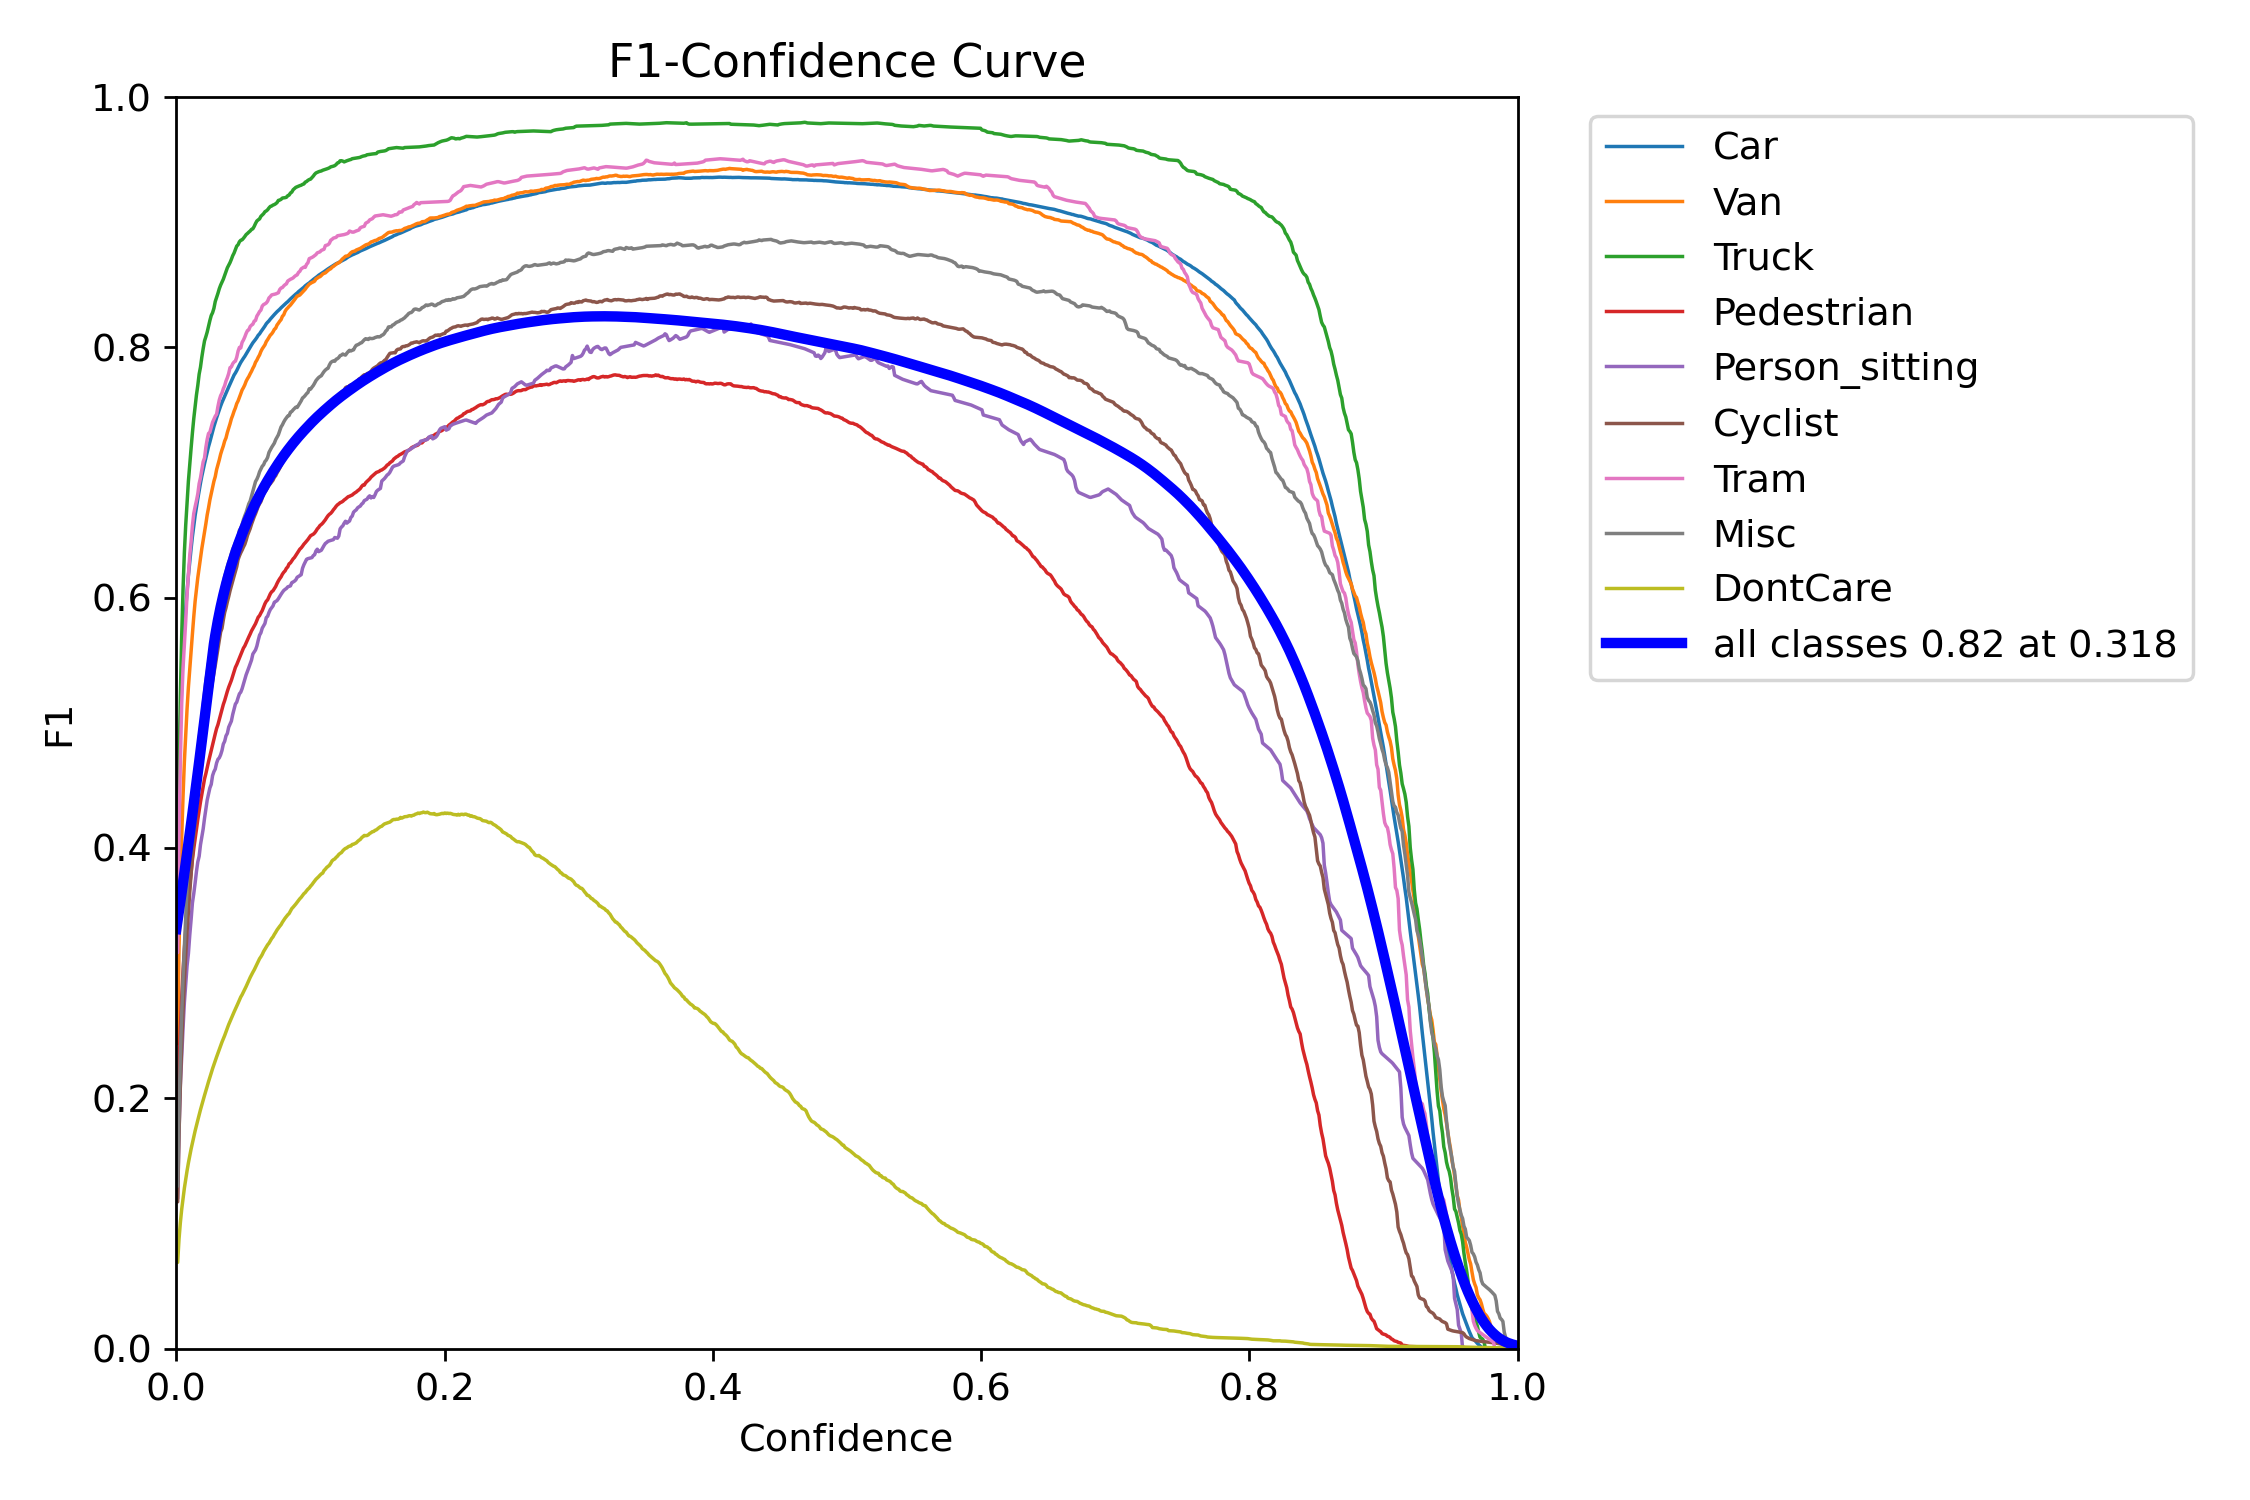 F1-Confidence Curve
1.0
0.8
0.6
0.4
0.2
0.0
F1
0.0 0.2 0.4 0.6 0.8 1.0
Confidence
Car
Van
Truck
Pedestrian
Person_sitting
Cyclist
Tram
Misc
DontCare
all classes 0.82 at 0.318